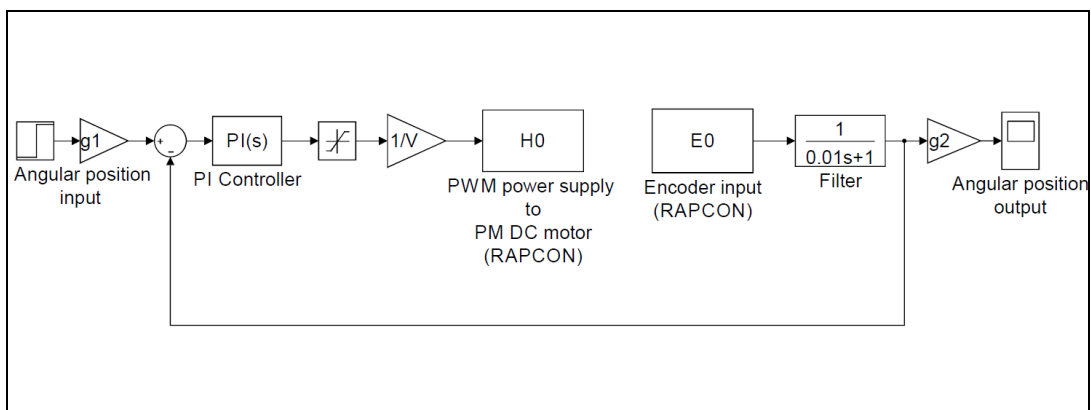 g1
+
−
PI(s)
1/V
H0
E0
1
0.01s+1
g2
Angular position
input
PI Controller
PWM power supply
to
PM DC motor
(RAPCON)
Encoder input
(RAPCON)
Filter
Angular position
output